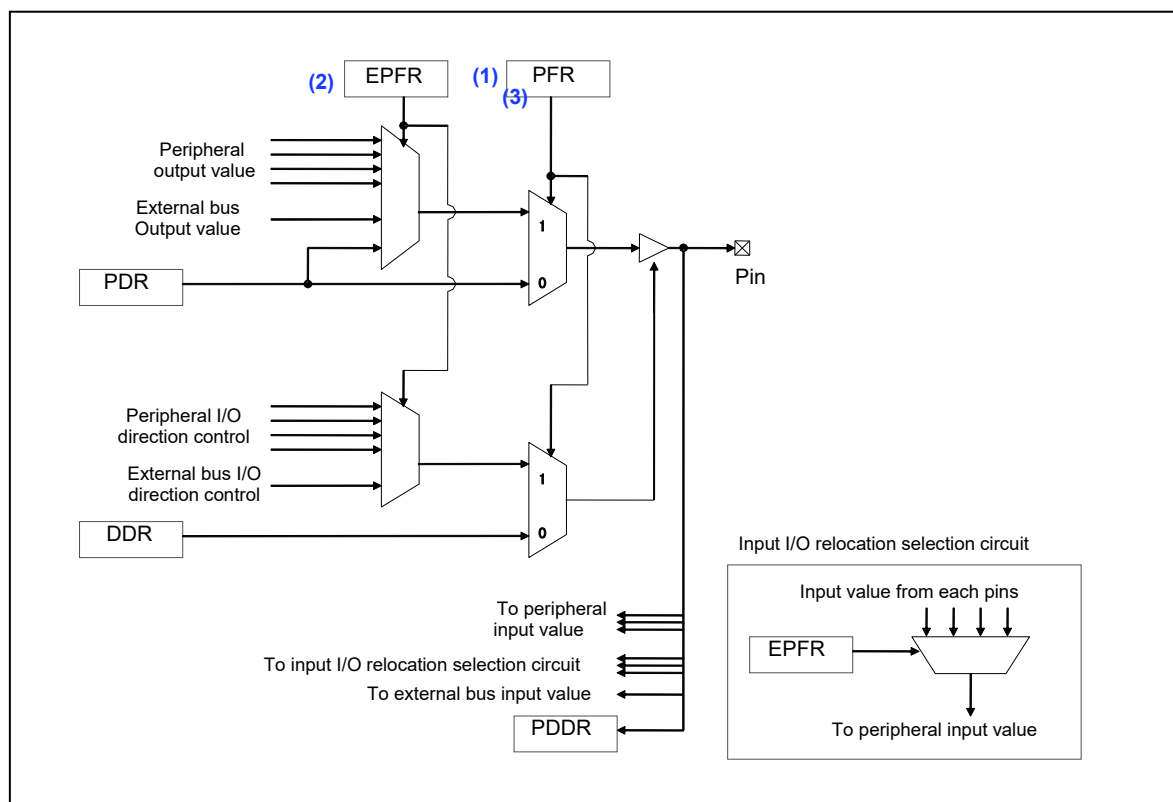 (2)
EPFR
(1)
PFR
(3)
Peripheral
output value
External bus
Output value
1
0
PDR
Pin
Peripheral I/O
direction control
External bus I/O
direction control
1
0
DDR
Input I/O relocation selection circuit
Input value from each pins
EPFR
To peripheral input value
To peripheral
input value
To input I/O relocation selection circuit
To external bus input value
PDDR